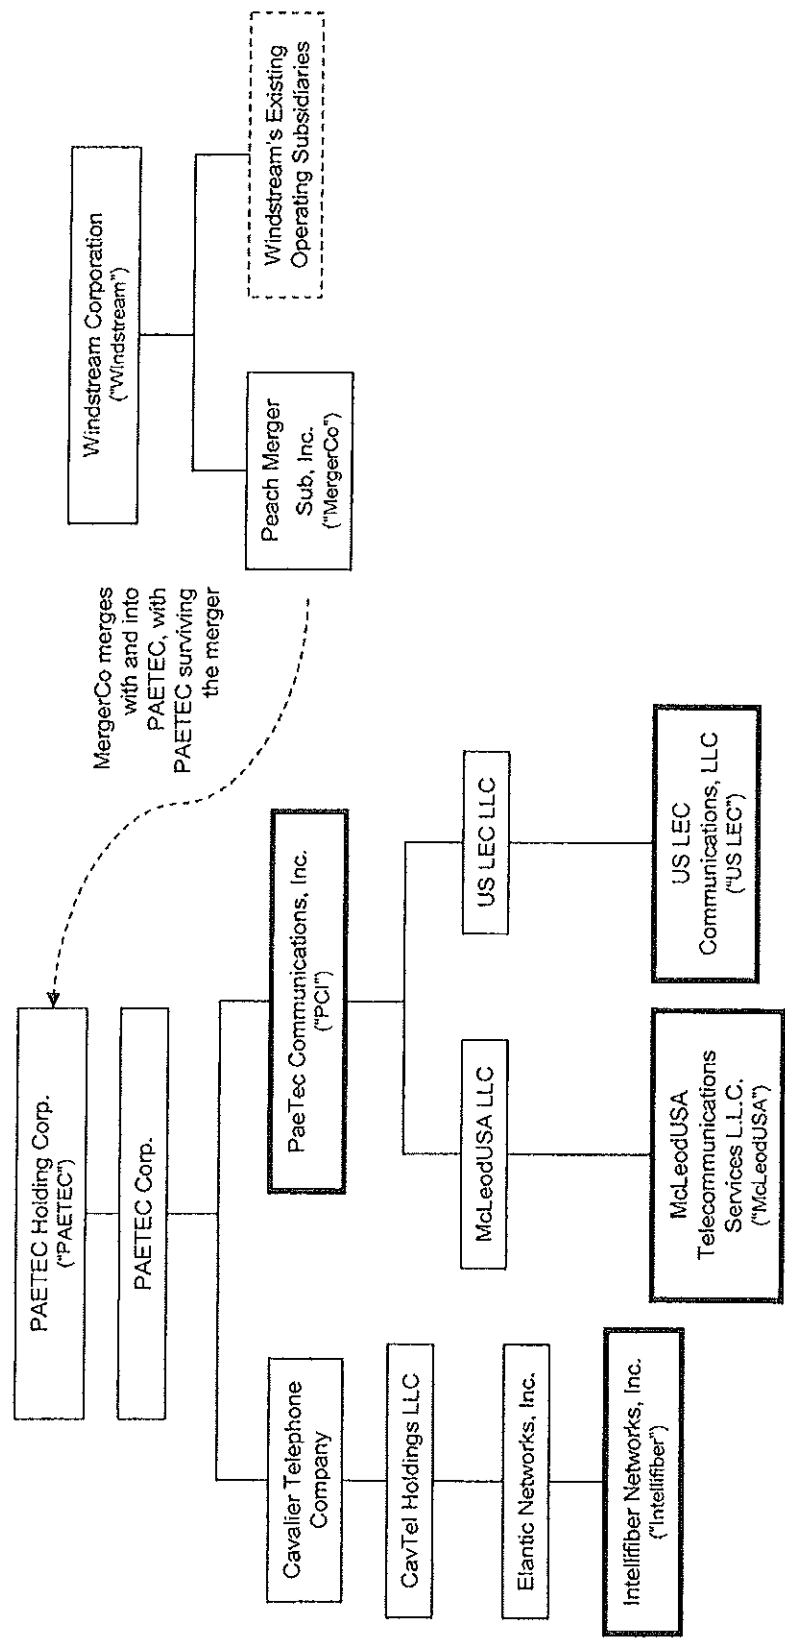 PAETEC Holding Corp.
("PAETEC")
PAETEC Corp.
Cavalier Telephone
Company
CavTel Holdings LLC
Elantic Networks, Inc.
Intellifiber Networks, Inc.
("Intellifiber")
PaeTec Communications, Inc.
("PCI")
McLeodUSA LLC
McLeodUSA
Telecommunications
Services L.L.C.
("McLeodUSA")
US LEC LLC
US LEC
Communications, LLC
("US LEC")
MergerCo merges
with and into
PAETEC, with
PAETEC surviving
the merger
Windstream Corporation
("Windstream")
Peach Merger
Sub, Inc.
("MergerCo")
Windstream's Existing
Operating Subsidiaries